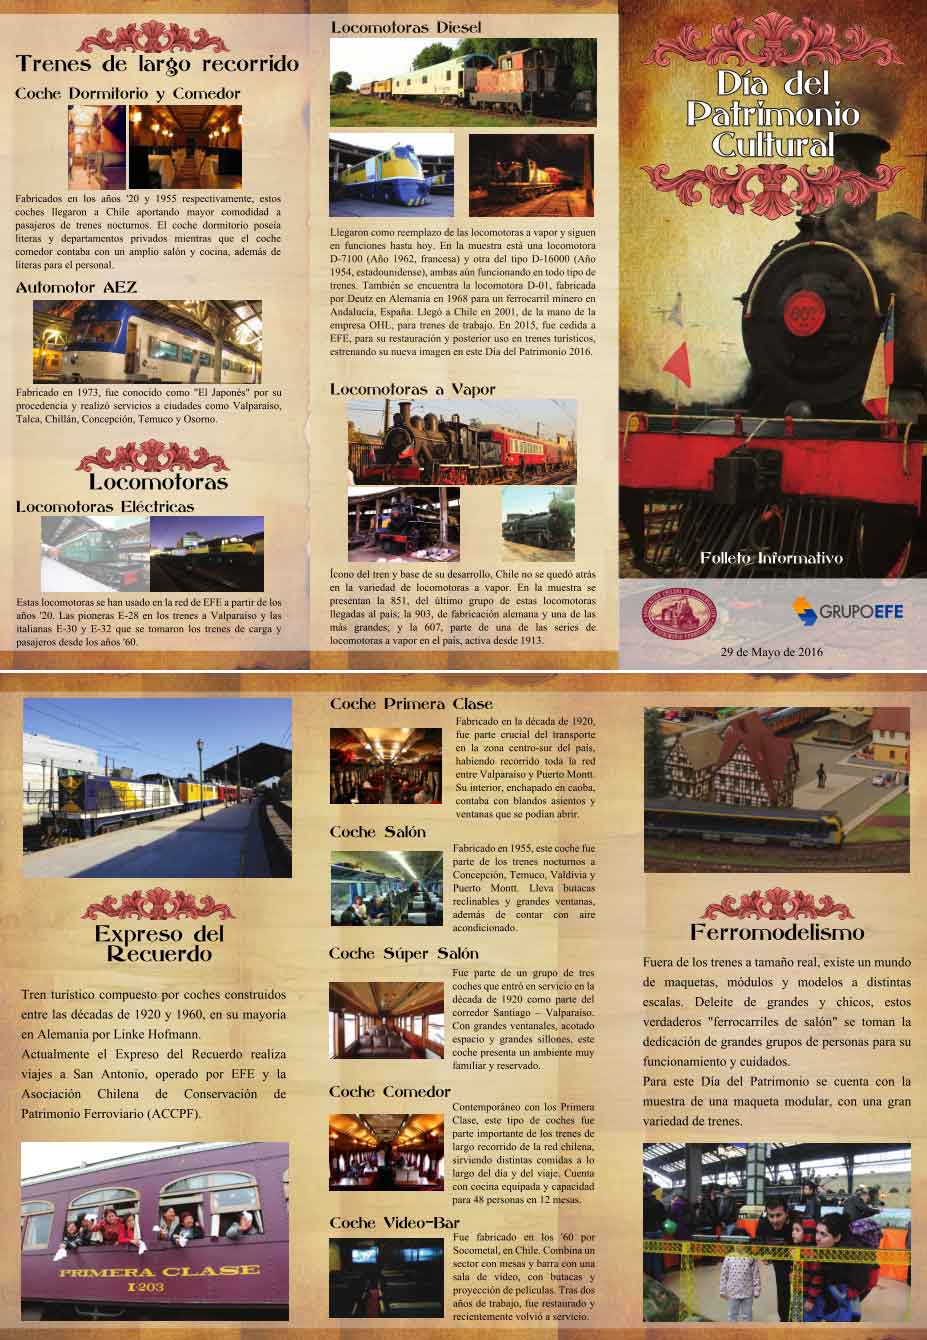 Trenes de largo recorrido
Coche Dormitorio y Comedor
Fabricados en los años '20 y 1955 respectivamente, estos
coches llegaron a Chile aportando mayor comodidad a
pasajeros de trenes nocturnos. El coche dormitorio poseía
literas y departamentos privados mientras que el coche
comedor contaba con un amplio salón y cocina, además de
literas para el personal.
Automotor AEZ
Fabricado en 1973, fue conocido como "El Japonés" por su
procedencia y realizó servicios a ciudades como Valparaíso,
Talca, Chillán, Concepción, Temuco y Osorno.
Locomotoras
Locomotoras Eléctricas
Estas locomotoras se han usado en la red de EFE a partir de los
años '20. Las pioneras E-28 en los trenes a Valparaíso y las
italianas E-30 y E-32 que se tomaron los trenes de carga y
pasajeros desde los años '60.
Locomotoras Diesel
Llegaron como reemplazo de las locomotoras a vapor y siguen
en funciones hasta hoy. En la muestra está una locomotora
D-7100 (Año 1962, francesa) y otra del tipo D-16000 (Año
1954, estadounidense), ambas aún funcionando en todo tipo de
trenes. También se encuentra la locomotora D-01, fabricada
por Deutz en Alemania en 1968 para un ferrocarril minero en
Andalucía, España. Llegó a Chile en 2001, de la mano de la
empresa OHL, para trenes de trabajo. En 2015, fue cedida a
EFE, para su restauración y posterior uso en trenes turísticos,
estrenando su nueva imagen en este Día del Patrimonio 2016.
Locomotoras a Vapor
Ícono del tren y base de su desarrollo, Chile no se quedó atrás
en la variedad de locomotoras a vapor. En la muestra se
presentan la 851, del último grupo de estas locomotoras
llegadas al país; la 903, de fabricación alemana y una de las
más grandes; y la 607, parte de una de las series de
locomotoras a vapor en el país, activa desde 1913.
Día del
Patrimonio
Cultural
607
Folleto Informativo
GRUPOEFE
29 de Mayo de 2016
Expreso del
Recuerdo
Tren turístico compuesto por coches construidos
entre las décadas de 1920 y 1960, en su mayoría
en Alemania por Linke Hofmann.
Actualmente el Expreso del Recuerdo realiza
viajes a San Antonio, operado por EFE y la
Asociación Chilena de Conservación de
Patrimonio Ferroviario (ACCPF).
PRIMERA CLASE
I-203
Coche Primera Clase
Fabricado en la década de 1920,
fue parte crucial del transporte
en la zona centro-sur del país,
habiendo recorrido toda la red
entre Valparaíso y Puerto Montt.
Su interior, enchapado en caoba,
contaba con blandos asientos y
ventanas que se podían abrir.
Coche Salón
Fabricado en 1955, este coche fue
parte de los trenes nocturnos a
Concepción, Temuco, Valdivia y
Puerto Montt. Lleva butacas
reclinables y grandes ventanas,
además de contar con aire
acondicionado.
Coche Súper Salón
Fue parte de un grupo de tres
coches que entró en servicio en la
década de 1920 como parte del
corredor Santiago – Valparaíso.
Con grandes ventanales, acotado
espacio y grandes sillones, este
coche presenta un ambiente muy
familiar y reservado.
Coche Comedor
Contemporáneo con los Primera
Clase, este tipo de coches fue
parte importante de los trenes de
largo recorrido de la red chilena,
sirviendo distintas comidas a lo
largo del día y del viaje. Cuenta
con cocina equipada y capacidad
para 48 personas en 12 mesas.
Coche Video-Bar
Fue fabricado en los '60 por
Socometal, en Chile. Combina un
sector con mesas y barra con una
sala de video, con butacas y
proyección de películas. Tras dos
años de trabajo, fue restaurado y
recientemente volvió a servicio.
Ferromodelismo
Fuera de los trenes a tamaño real, existe un mundo
de maquetas, módulos y modelos a distintas
escalas. Deleite de grandes y chicos, estos
verdaderos "ferrocarriles de salón" se toman la
dedicación de grandes grupos de personas para su
funcionamiento y cuidados.
Para este Día del Patrimonio se cuenta con la
muestra de una maqueta modular, con una gran
variedad de trenes.